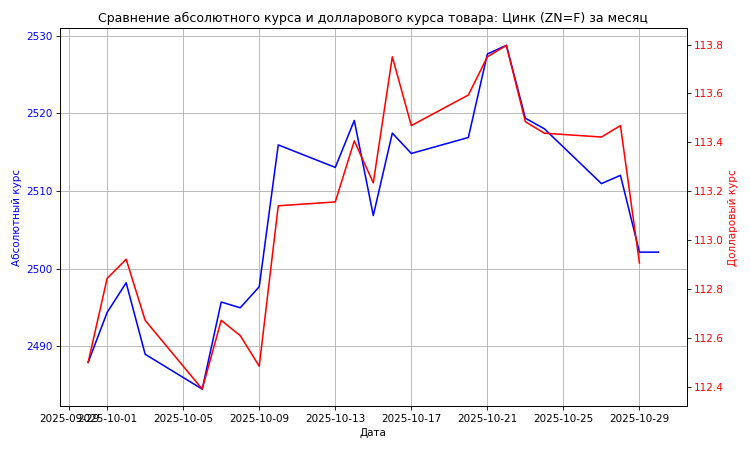 Сравнение абсолютного курса и долларового курса товара: Цинк (ZN=F) за месяц
2530
2520
2510
2500
2490
Абсолютный курс
113.8
113.6
113.4
113.2
113.0
112.8
112.6
112.4
Долларовый курс
2025-09-29 2025-10-01 2025-10-05 2025-10-09 2025-10-13 2025-10-17 2025-10-21 2025-10-25 2025-10-29
Дата